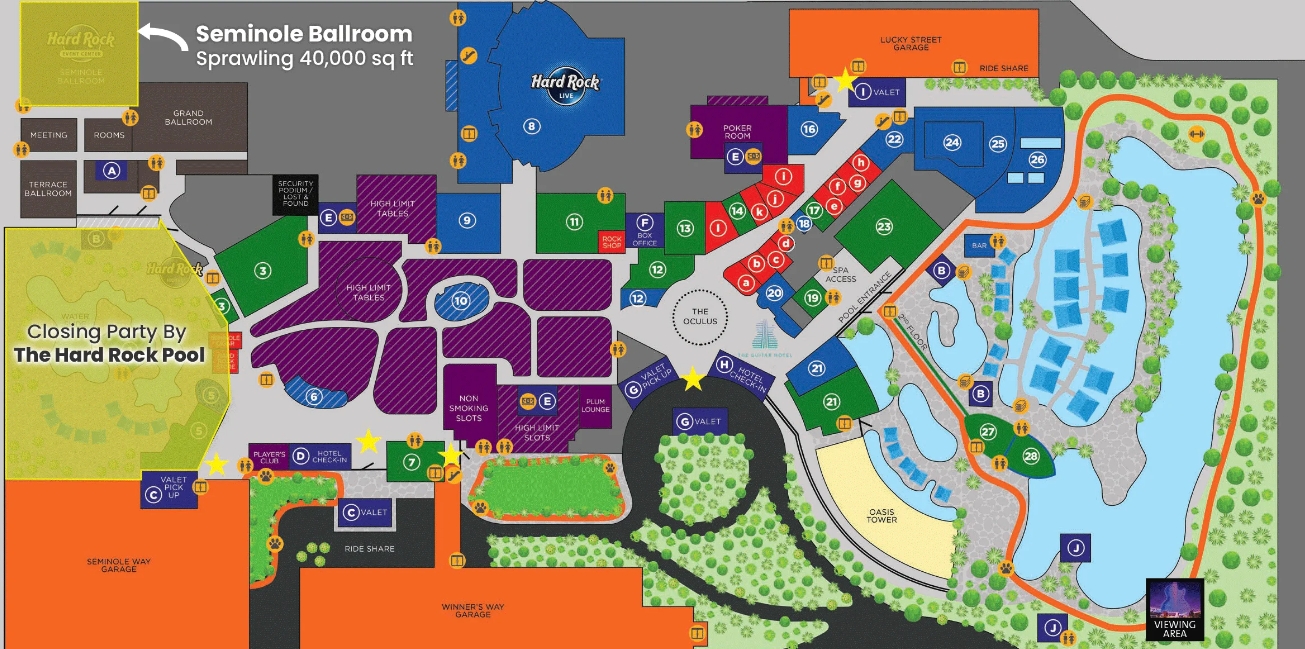 Seminole Ballroom
Sprawling 40,000 sq ft
Hard Rock
EVENT CENTER
SEMINOLE
BALLROOM
GRAND
BALLROOM
MEETING
ROOMS
A
TERRACE
BALLROOM
B
Hard Rock
WATER
Closing Party By
The Hard Rock Pool
5
5
3
3
SECURITY
PODIUM /
LOST &
FOUND
E
HIGH LIMIT
TABLES
HIGH LIMIT
TABLES
9
Hard Rock
LIVE
8
10
6
11
ROCK
SHOP
F
BOX
OFFICE
13
12
12
POKER
ROOM
E
16
LUCKY STREET
GARAGE
RIDE SHARE
I VALET
22
24
25
26
i
j
k
l
14
h
g
f
e
17
18
d
c
b
a
20
19
23
SPA
ACCESS
POOL ENTRANCE
2ND FLOOR
THE
OCULUS
THE GUITAR HOTEL
BAR
B
B
27
28
21
21
OASIS
TOWER
J
J
VIEWING
AREA
G VALET
PICK UP
H HOTEL
CHECK-IN
G VALET
NON
SMOKING
SLOTS
E
HIGH LIMIT
SLOTS
PLUM
LOUNGE
PLAYER'S
CLUB
D HOTEL
CHECK-IN
7
C VALET
PICK
UP
C VALET
RIDE SHARE
SEMINOLE WAY
GARAGE
WINNER'S WAY
GARAGE